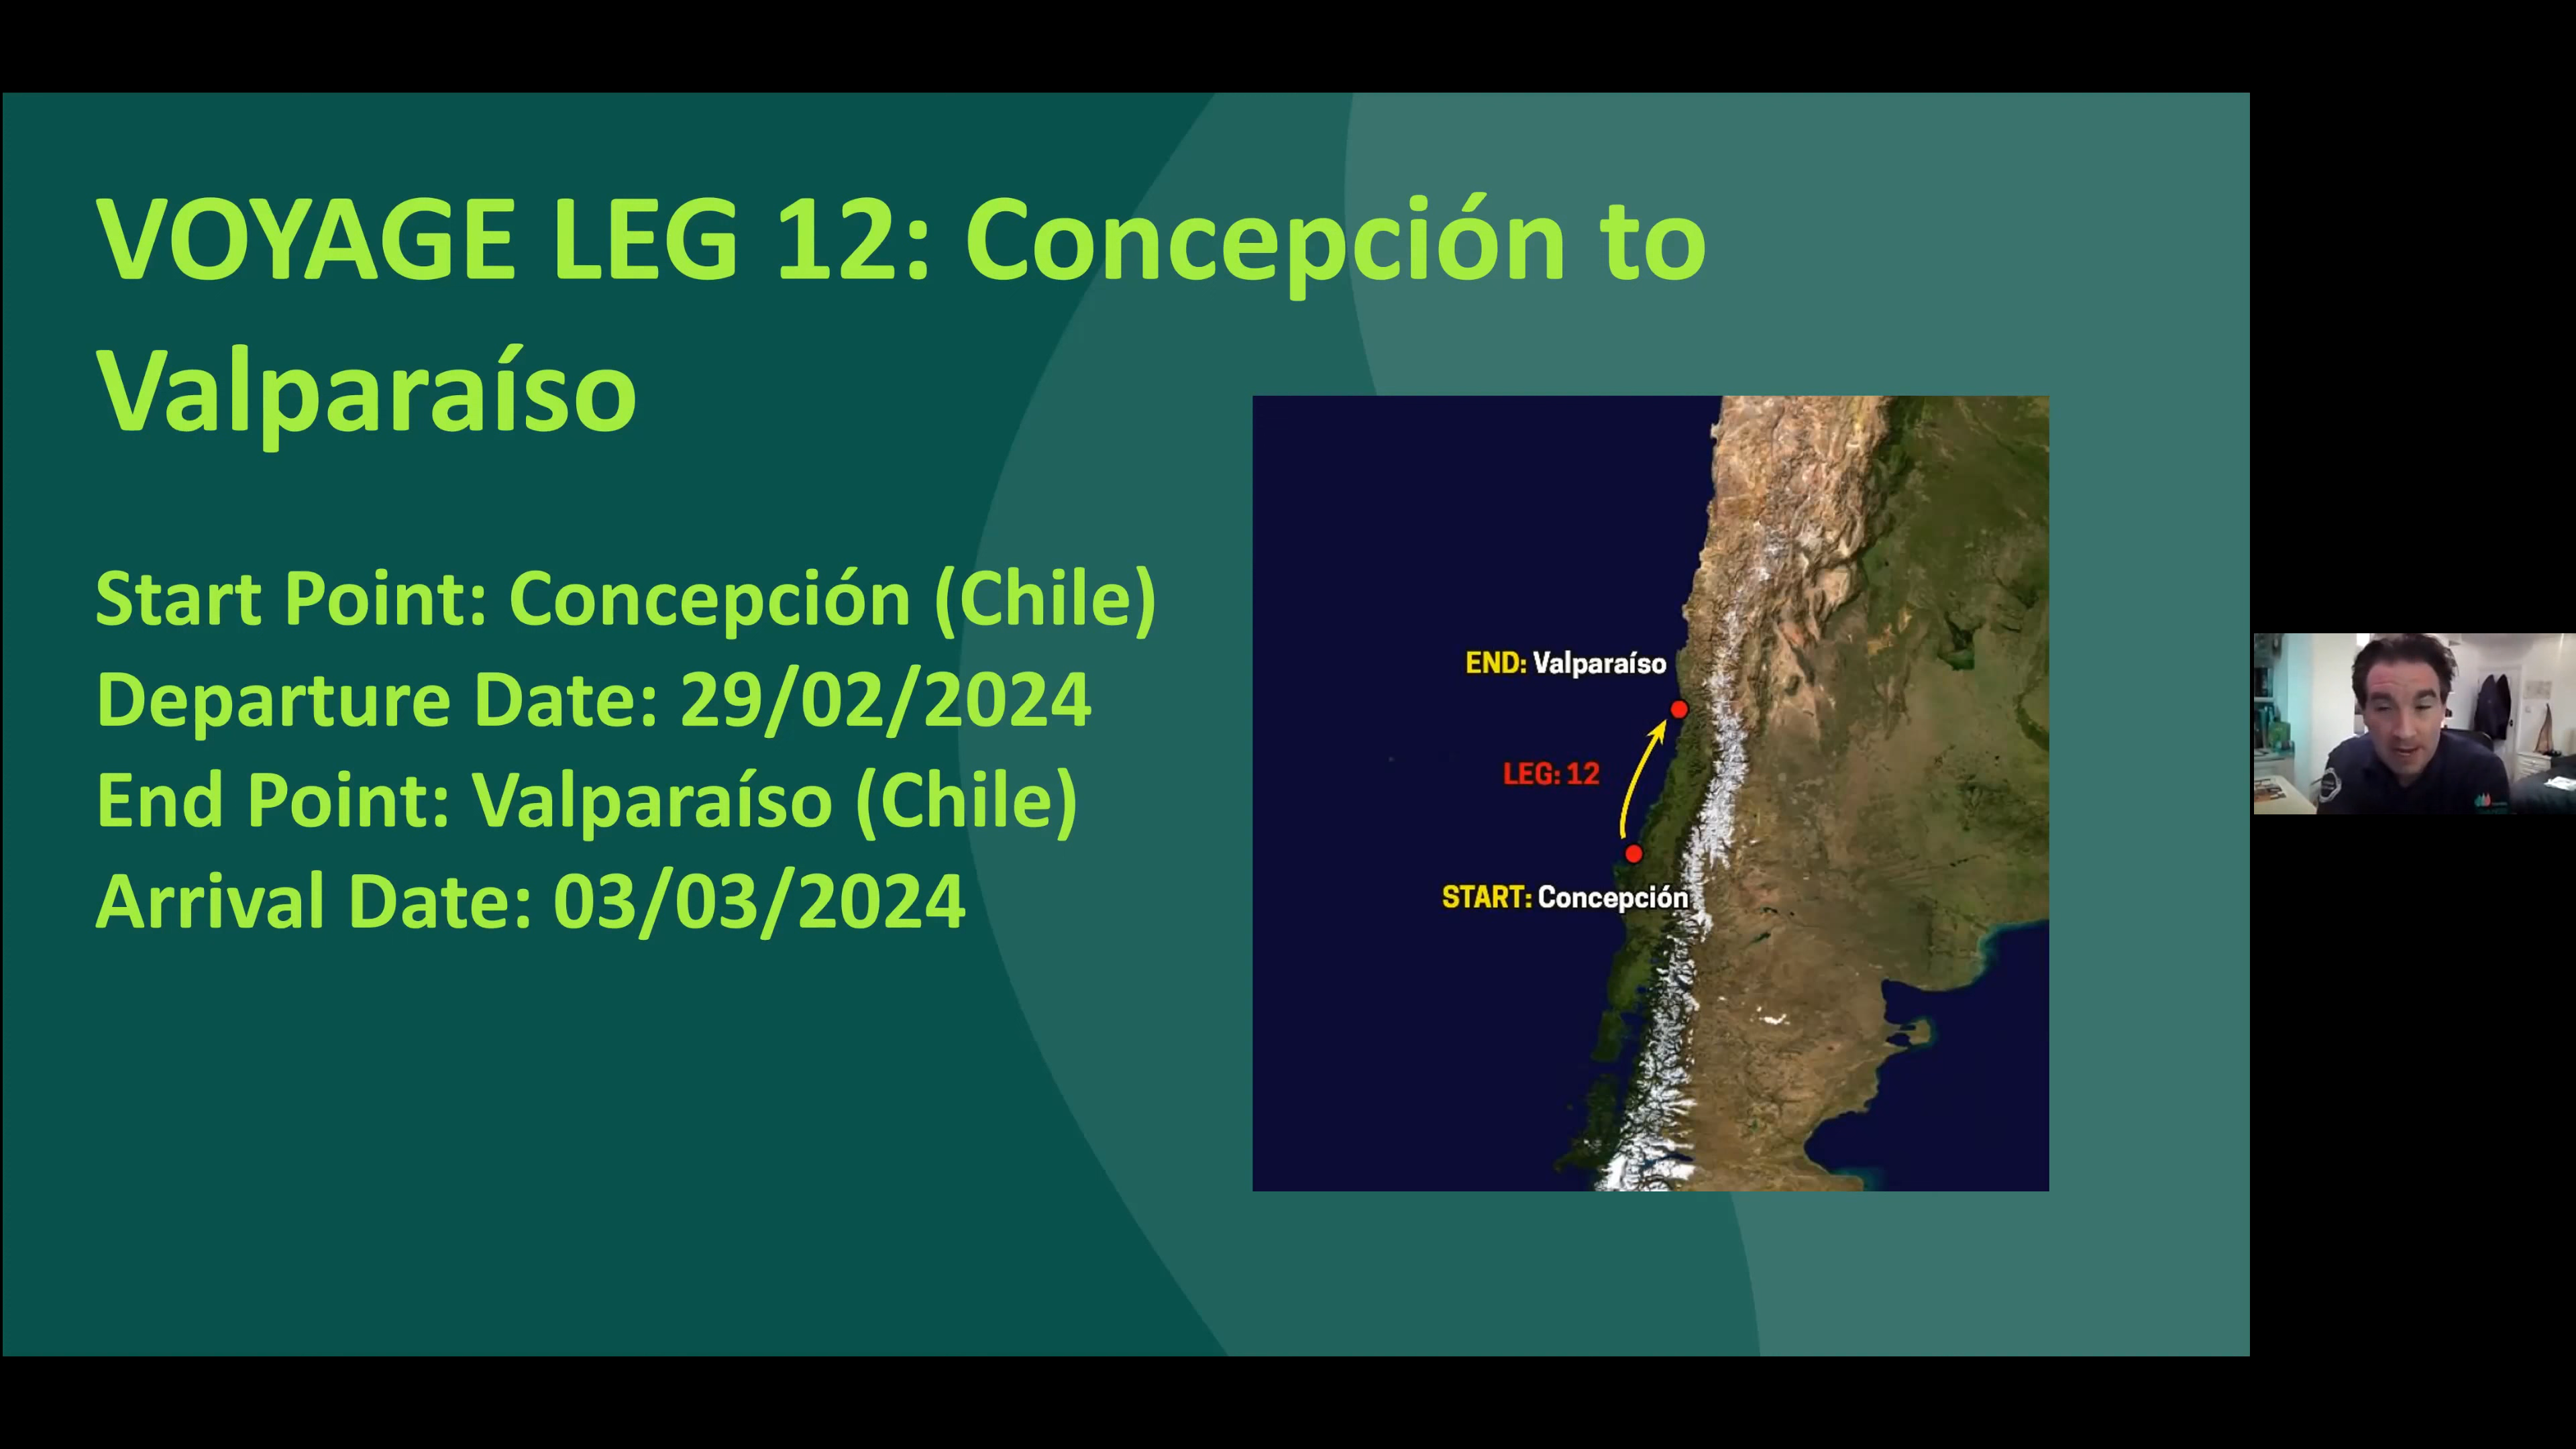 VOYAGE LEG 12: Concepción to
Valparaíso
Start Point: Concepción (Chile)
Departure Date: 29/02/2024
End Point: Valparaíso (Chile)
Arrival Date: 03/03/2024
END: Valparaíso
LEG: 12
START: Concepción